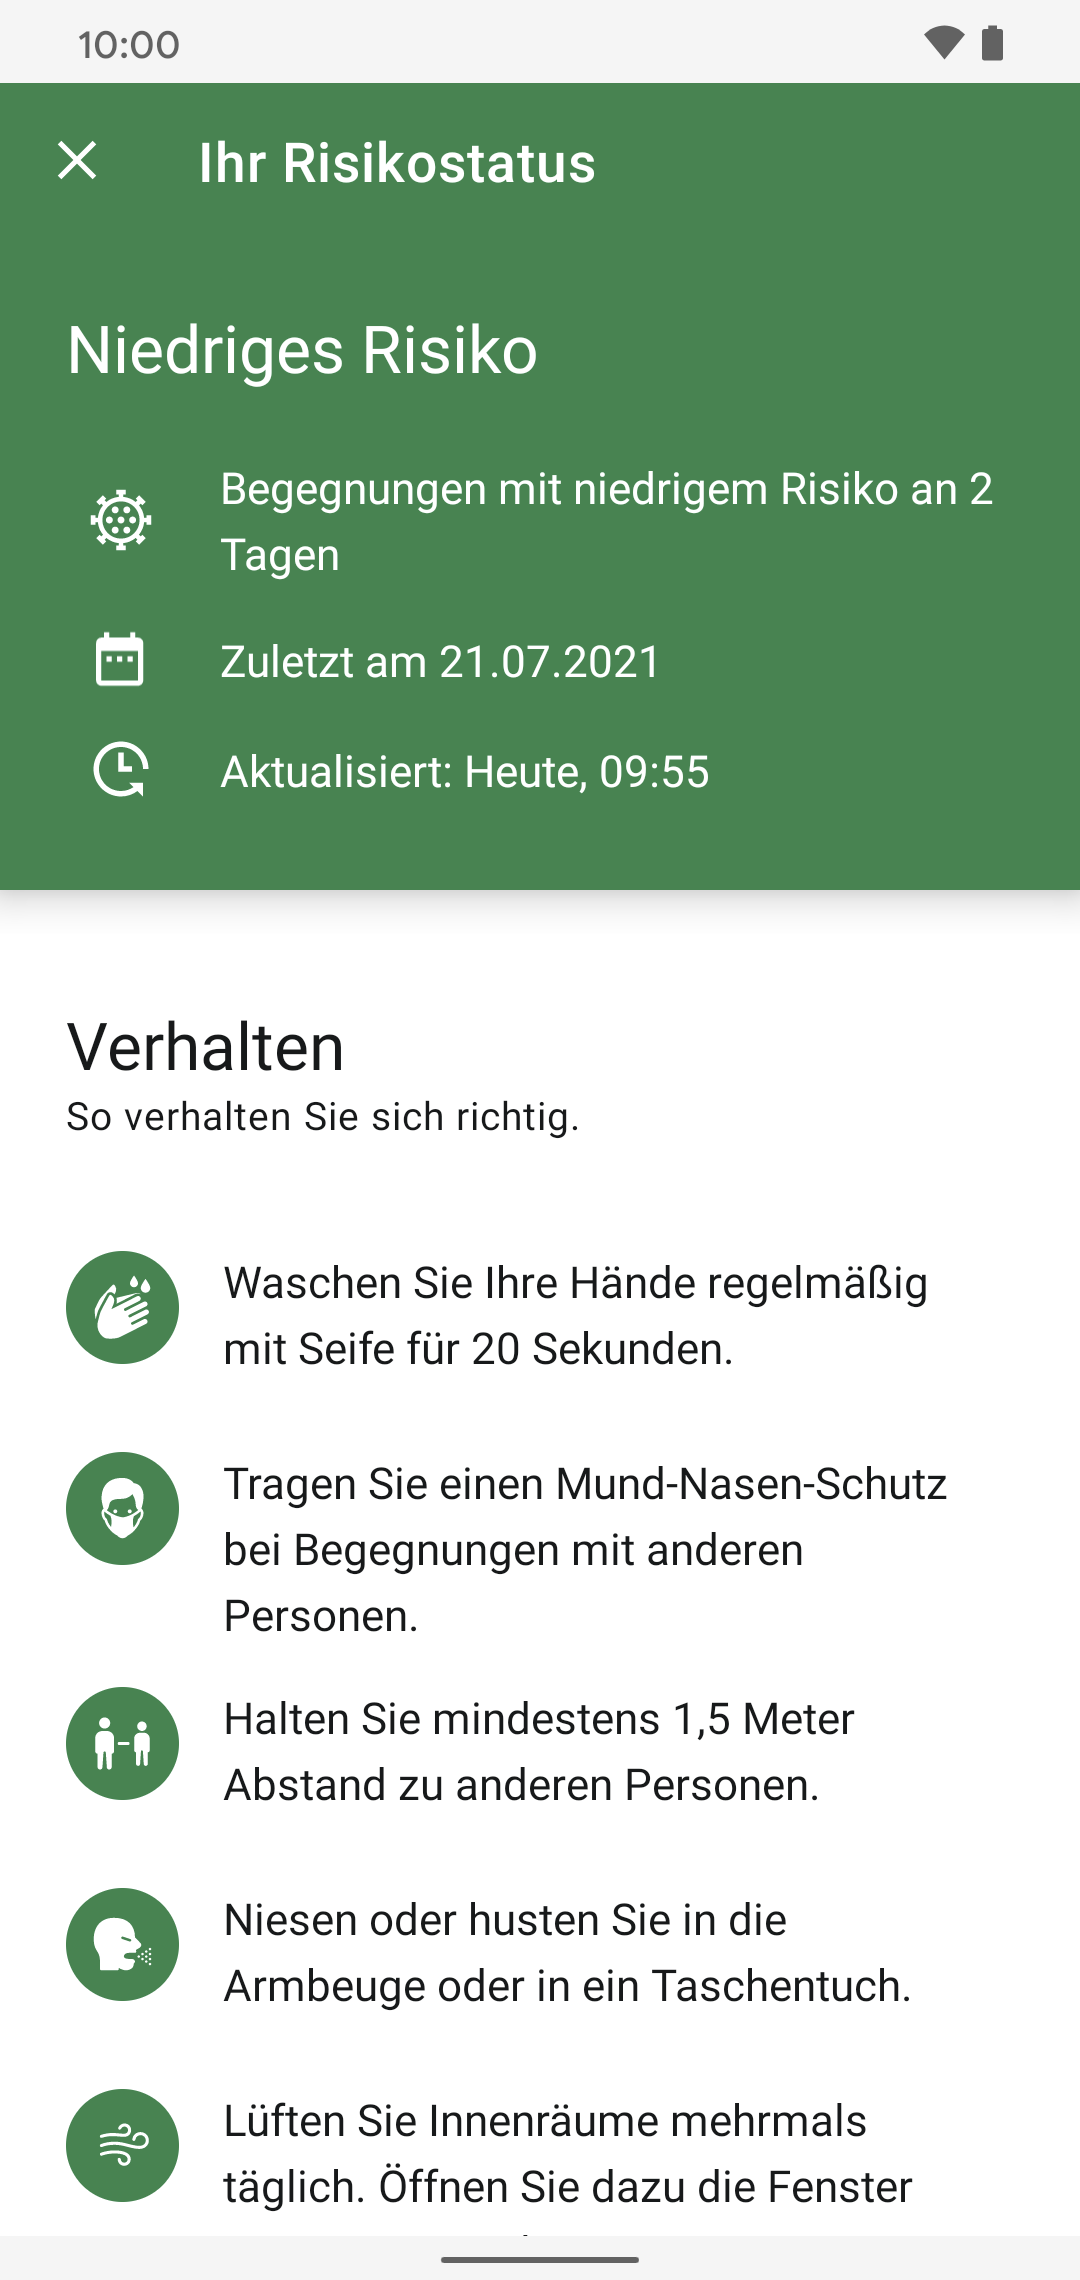 10:00
Ihr Risikostatus
Niedriges Risiko
Begegnungen mit niedrigem Risiko an 2
Tagen
Zuletzt am 21.07.2021
Aktualisiert: Heute, 09:55
Verhalten
So verhalten Sie sich richtig.
Waschen Sie Ihre Hände regelmäßig
mit Seife für 20 Sekunden.
Tragen Sie einen Mund-Nasen-Schutz
bei Begegnungen mit anderen
Personen.
Halten Sie mindestens 1,5 Meter
Abstand zu anderen Personen.
Niesen oder husten Sie in die
Armbeuge oder in ein Taschentuch.
Lüften Sie Innenräume mehrmals
täglich. Öffnen Sie dazu die Fenster